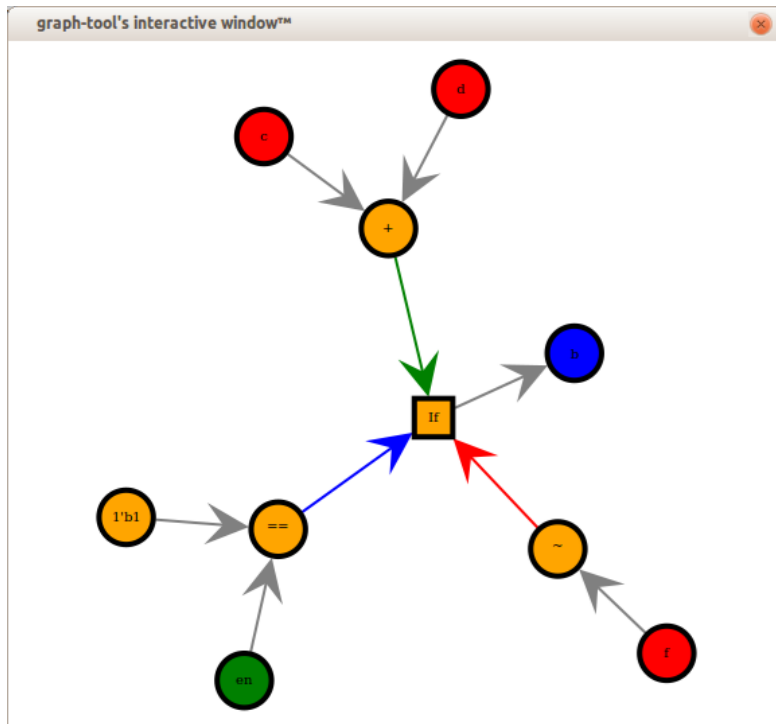 graph-tool's interactive window™
d
c
+
b
If
1'b1
==
~
en
f